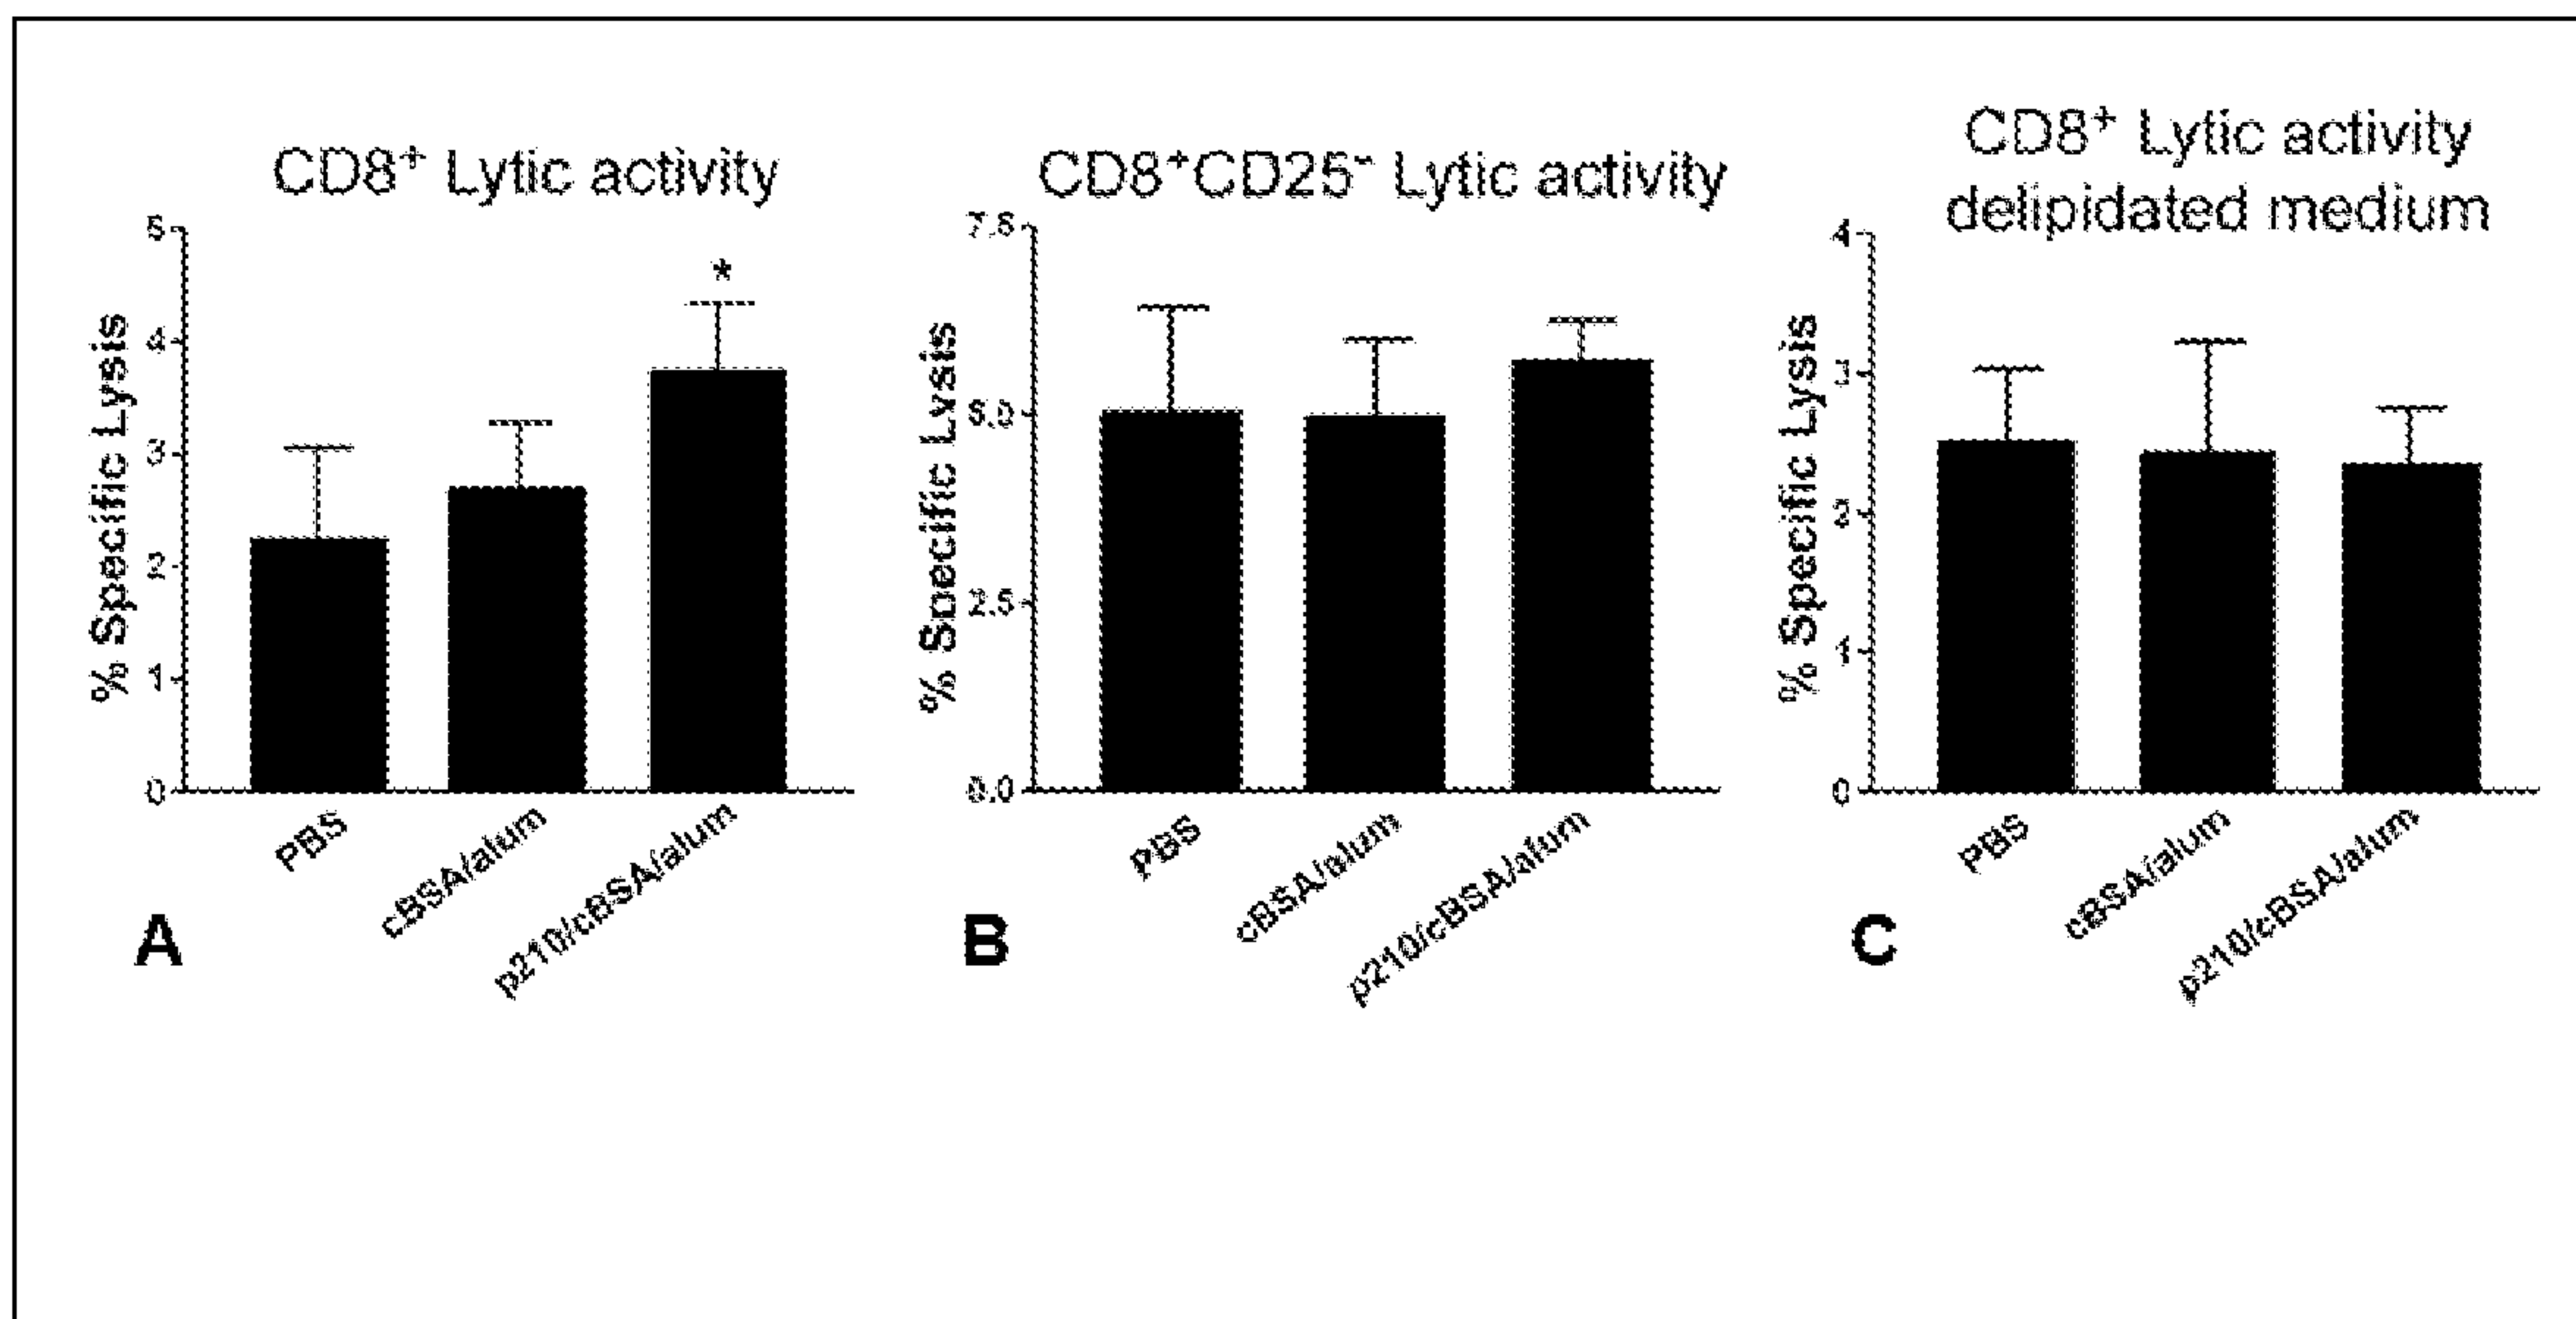 CD8⁺ Lytic activity
5
4
3
2
1
0
% Specific Lysis
*
PBS
cBSA/alum
p210/cBSA/alum
A
CD8⁺CD25⁻ Lytic activity
7.5
5.0
2.5
0.0
% Specific Lysis
PBS
cBSA/alum
p210/cBSA/alum
B
CD8⁺ Lytic activity
delipidated medium
4
3
2
1
0
% Specific Lysis
PBS
cBSA/alum
p210/cBSA/alum
C